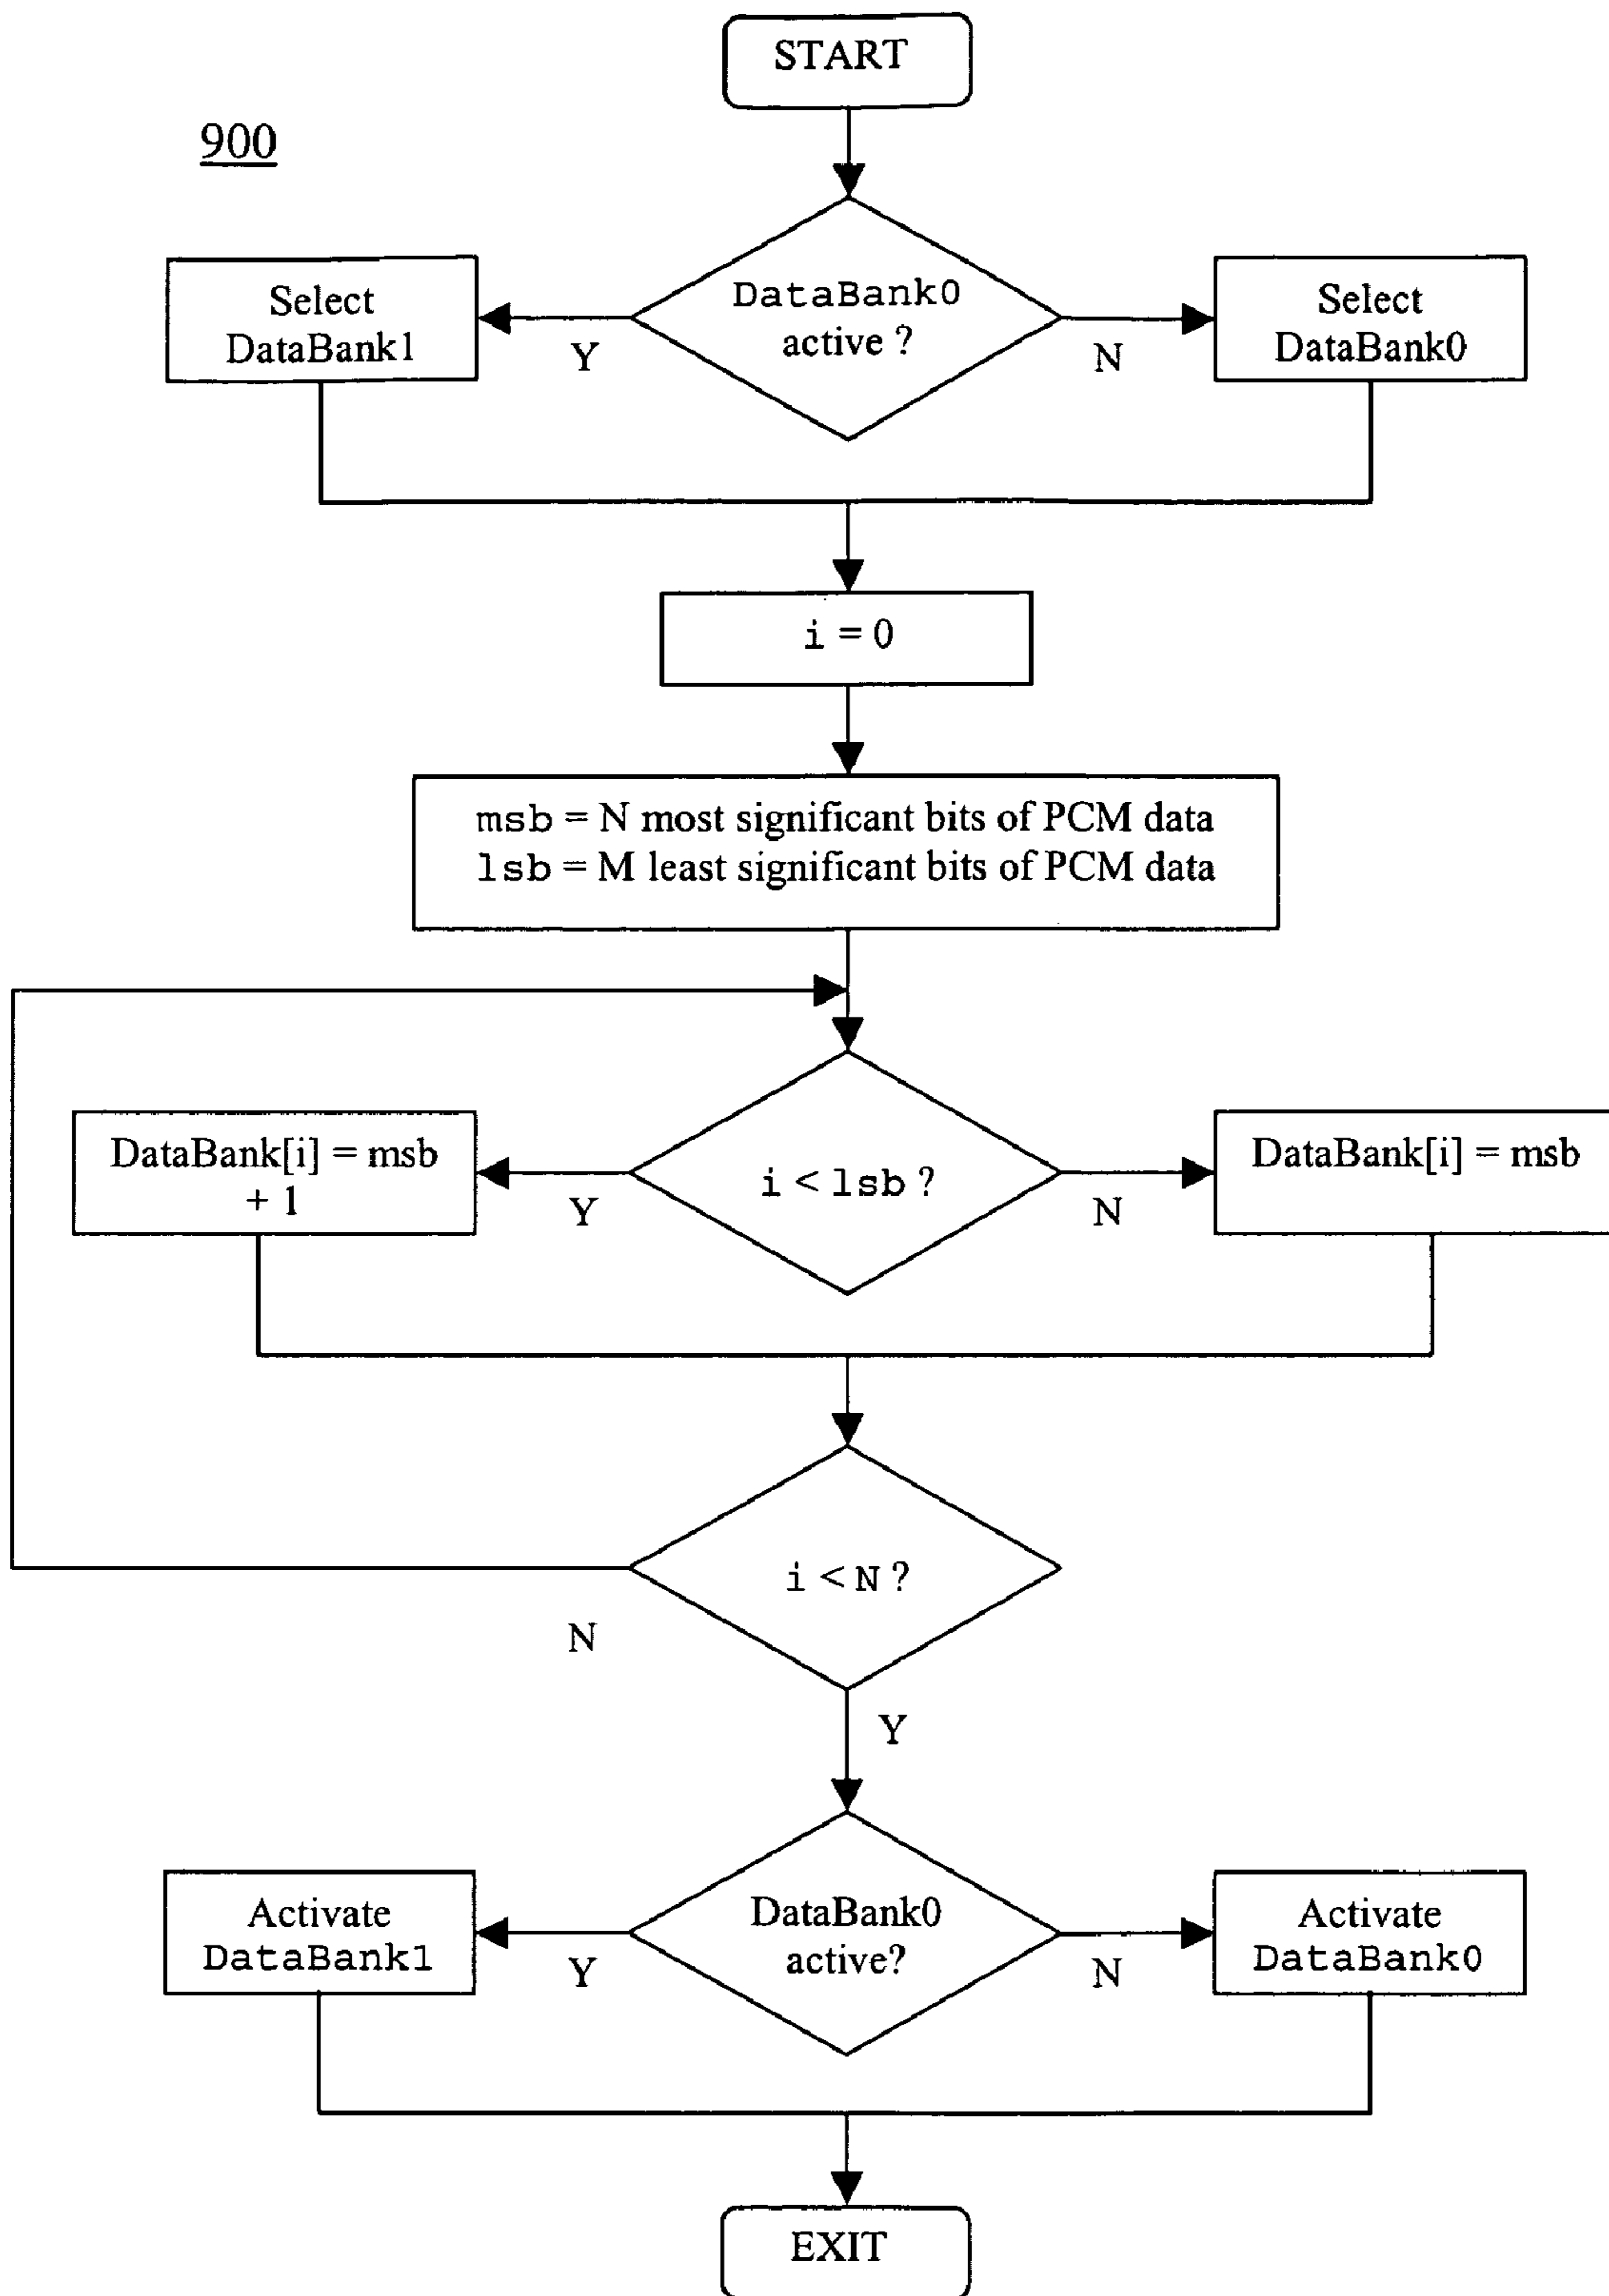 START
900
DataBank0
active ?
Select
DataBank1
Y
N
Select
DataBank0
i = 0
msb = N most significant bits of PCM data
lsb = M least significant bits of PCM data
DataBank[i] = msb
+ 1
Y
i < lsb ?
N
DataBank[i] = msb
i < N ?
N
Y
Activate
DataBank1
Y
DataBank0
active?
N
Activate
DataBank0
EXIT